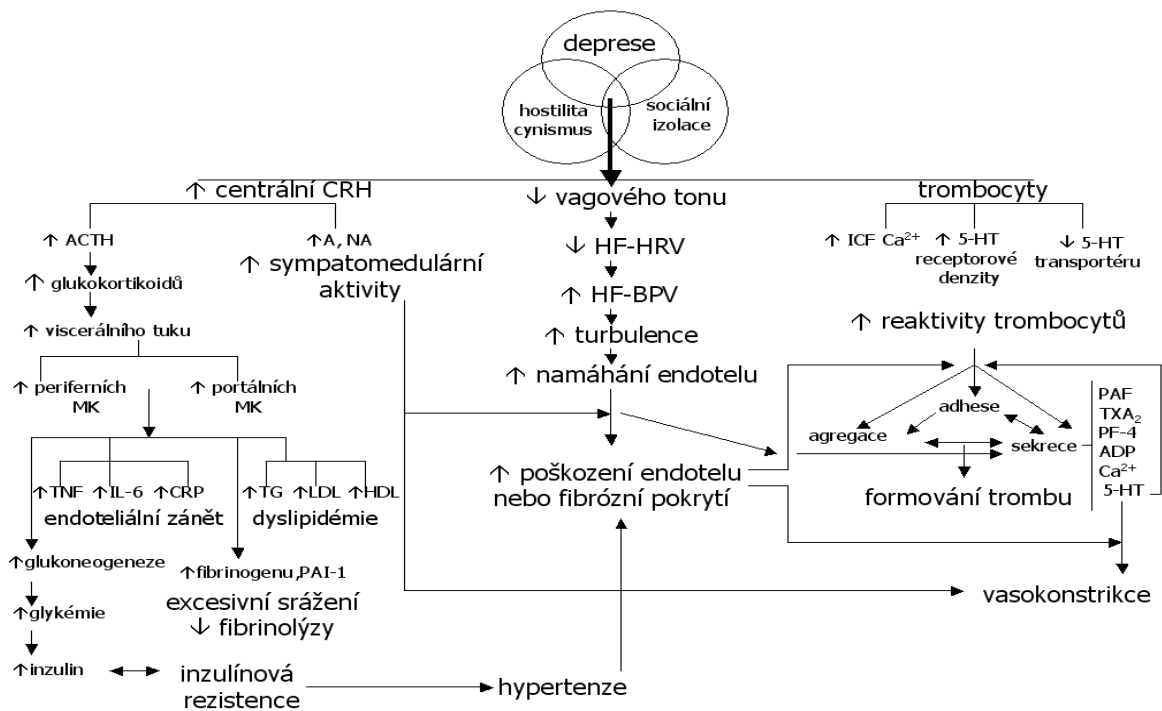 deprese
hostilita
cynismus
sociální
izolace
↑ centrální CRH
↓ vagového tonu
trombocyty
↑ ACTH
↑A, NA
↑ sympatomedulární
aktivity
↓ HF-HRV
↑ ICF Ca²⁺
↑ 5-HT
receptorové
denzity
↓ 5-HT
transportéru
↑ glukokortikoidů
↑ HF-BPV
↑ viscerálního tuku
↑ turbulence
↑ reaktivity trombocytů
↑ periferních
MK
↑ portálních
MK
↑ namáhání endotelu
adhese
agregace
sekrece
PAF
TXA₂
PF-4
ADP
Ca²⁺
5-HT
↑ poškození endotelu
nebo fibrózní pokrytí
formování trombu
↑TNF
↑IL-6
↑CRP
endoteliální zánět
↑TG
↑LDL
↑HDL
dyslipidémie
↑glukoneogeneze
↑fibrinogenu,PAI-1
excesivní srážení
↓ fibrinolýzy
vasokonstrikce
↑glykémie
↑inzulin
inzulínová
rezistence
hypertenze